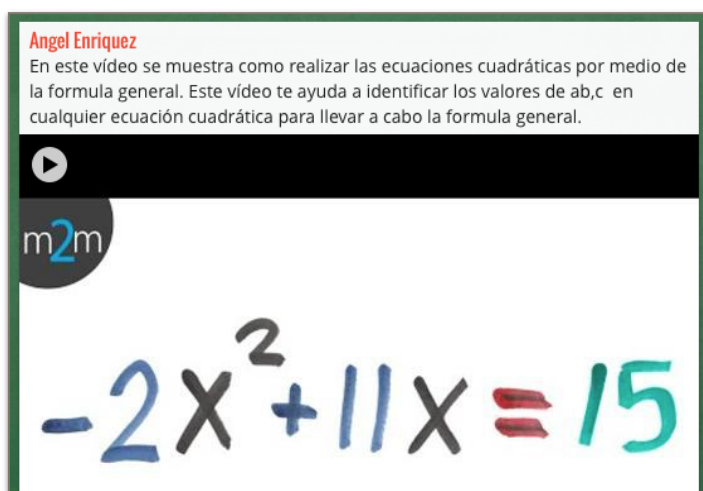 Angel Enriquez
En este vídeo se muestra como realizar las ecuaciones cuadráticas por medio de
la formula general. Este vídeo te ayuda a identificar los valores de ab,c en
cualquier ecuación cuadrática para llevar a cabo la formula general.
m2m
-2x²+11x=15